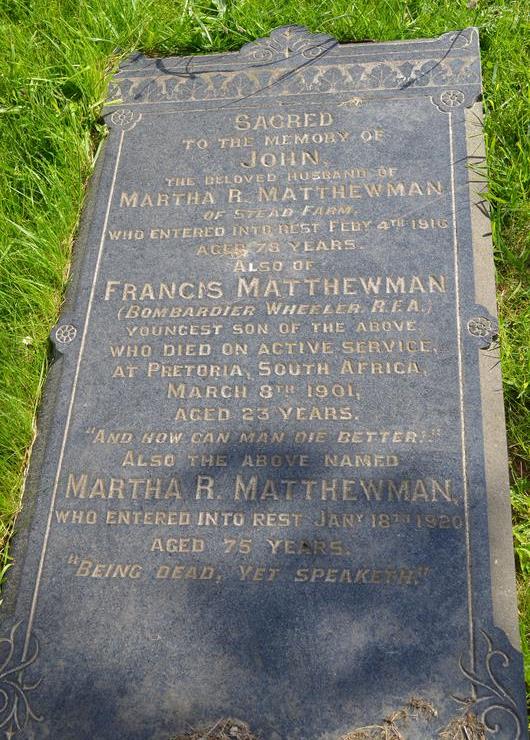 SACRED
TO THE MEMORY OF
JOHN,
THE BELOVED HUSBAND OF
MARTHA R. MATTHEWMAN
OF STEAD FARM,
WHO ENTERED INTO REST FEBY 4TH 1916
AGED 78 YEARS.
ALSO OF
FRANCIS MATTHEWMAN
(BOMBARDIER WHEELER R.F.A.)
YOUNGEST SON OF THE ABOVE,
WHO DIED ON ACTIVE SERVICE,
AT PRETORIA, SOUTH AFRICA,
MARCH 8TH 1901,
AGED 23 YEARS.
"AND HOW CAN MAN DIE BETTER!"
ALSO THE ABOVE NAMED
MARTHA R. MATTHEWMAN,
WHO ENTERED INTO REST JANY 18TH 1920
AGED 75 YEARS.
"BEING DEAD, YET SPEAKETH."